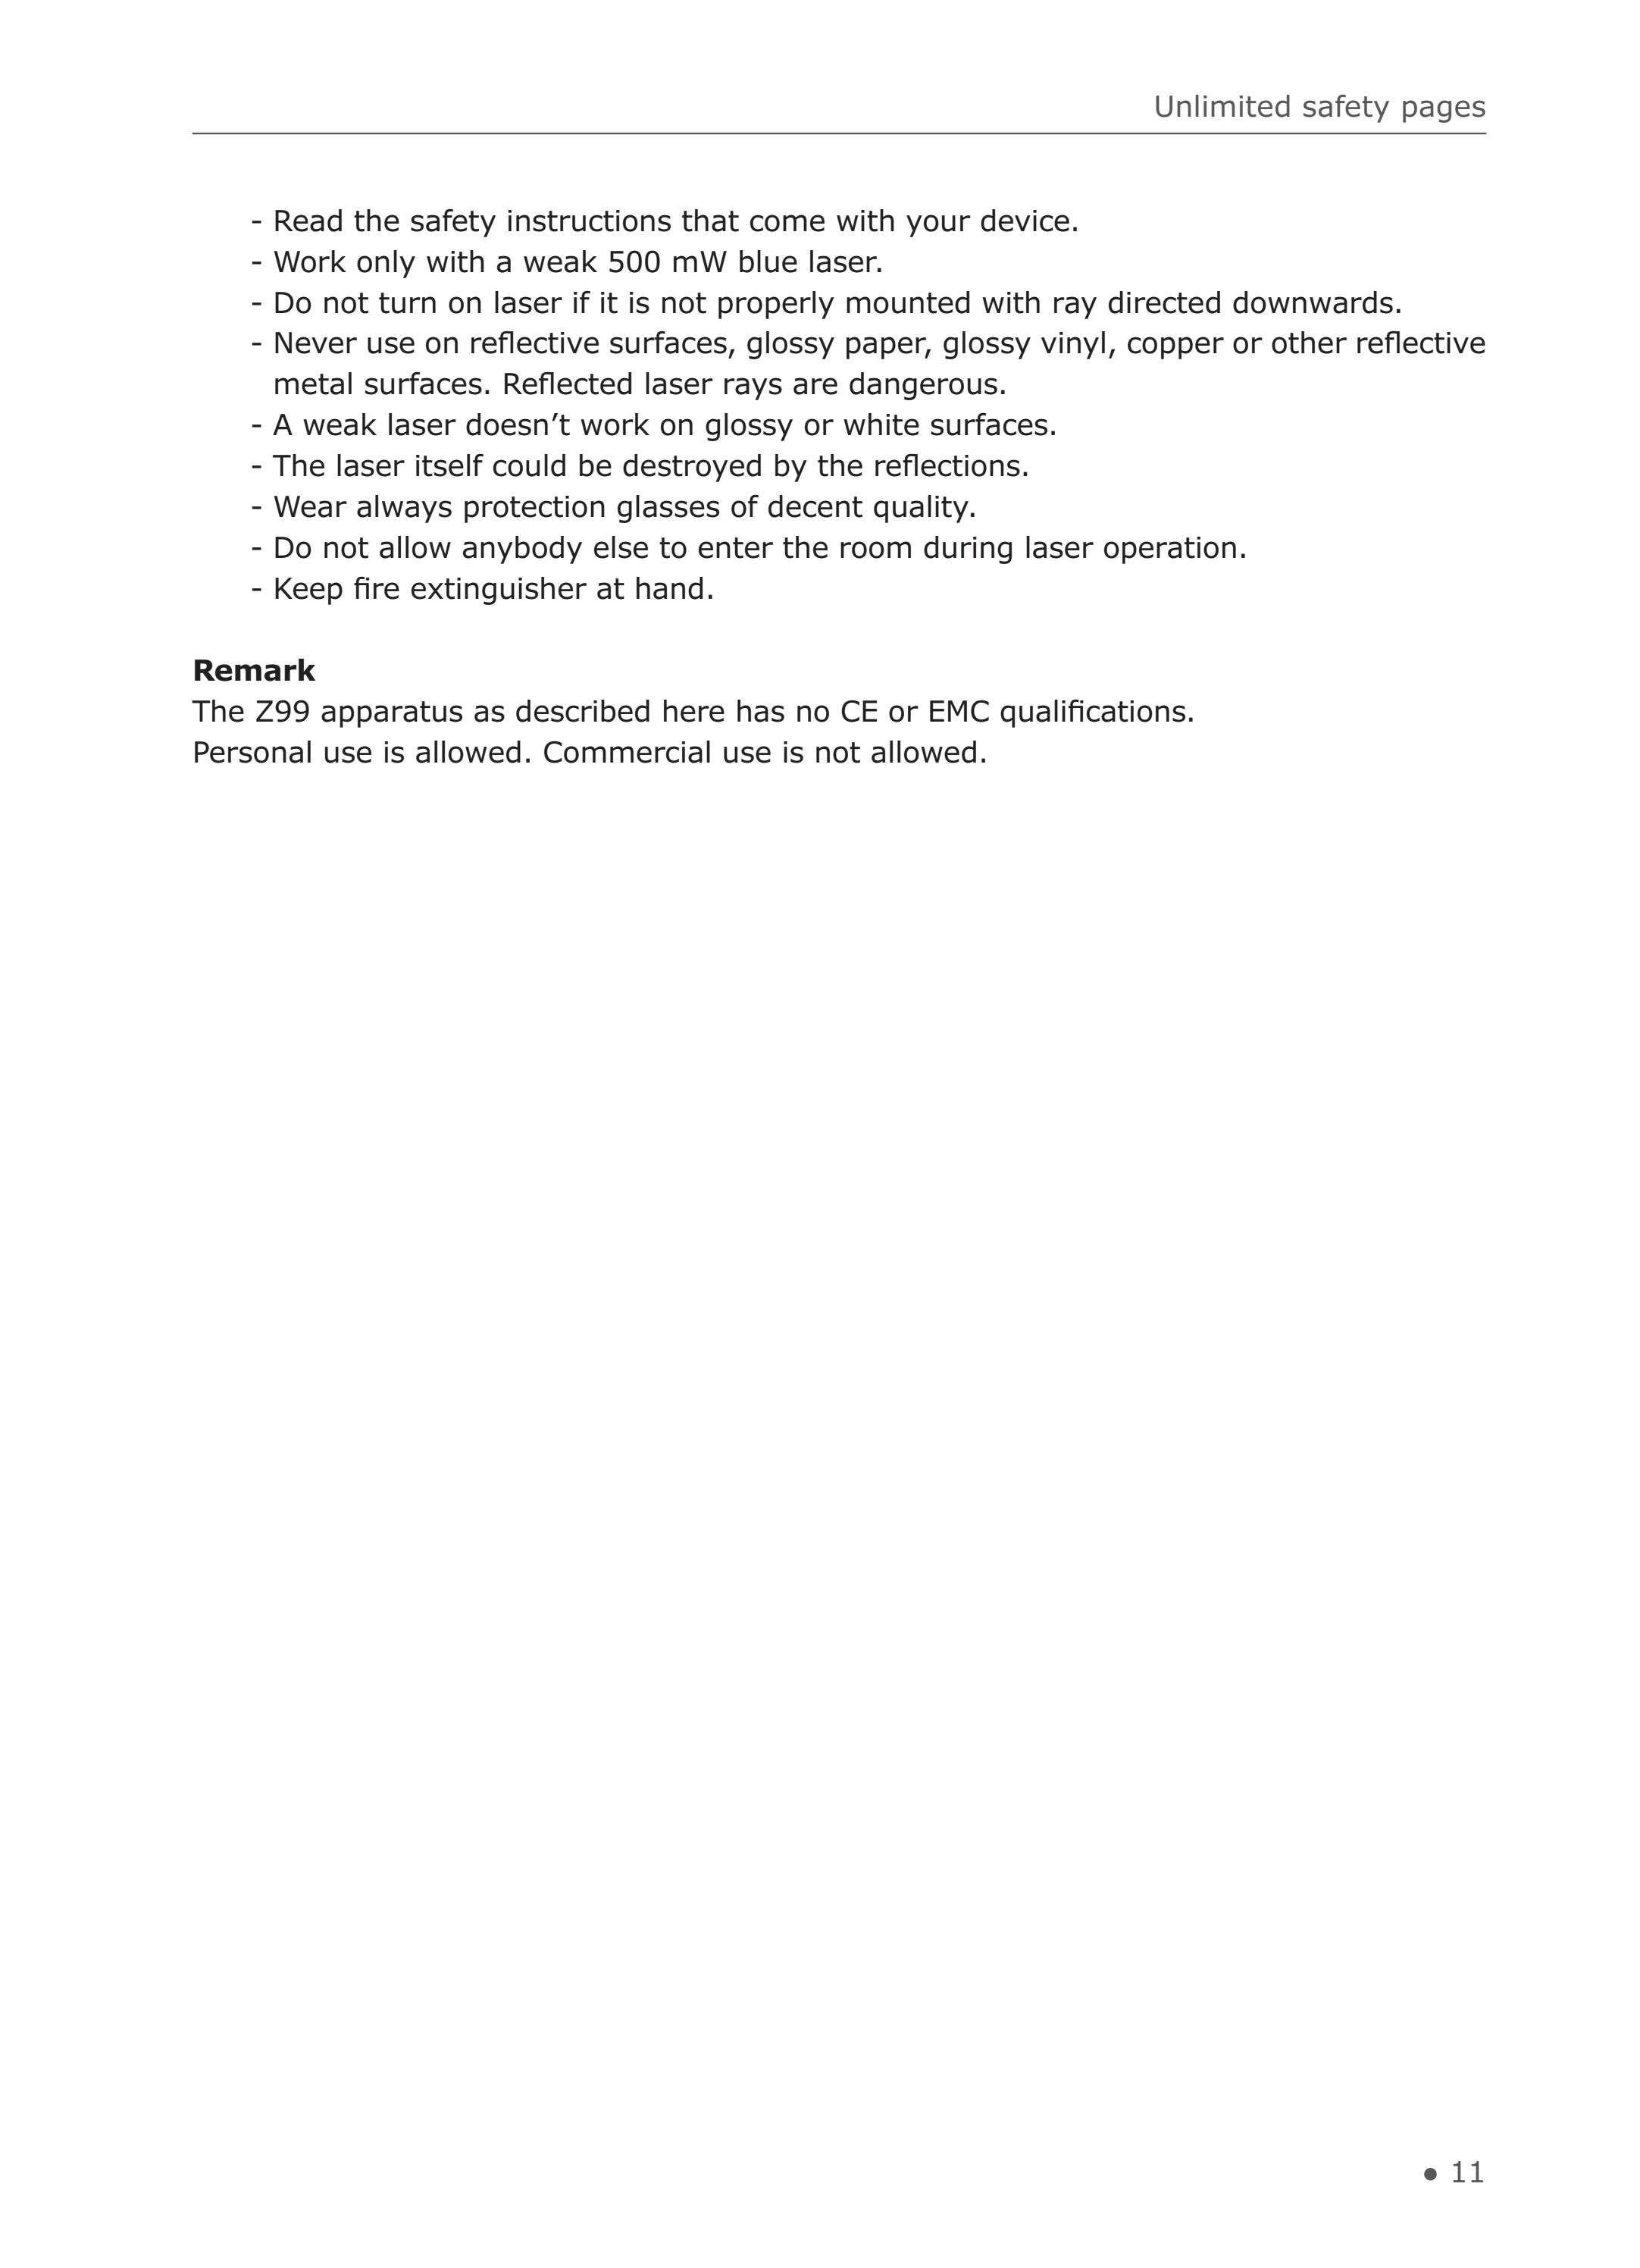 Unlimited safety pages
- Read the safety instructions that come with your device.
- Work only with a weak 500 mW blue laser.
- Do not turn on laser if it is not properly mounted with ray directed downwards.
- Never use on reflective surfaces, glossy paper, glossy vinyl, copper or other reflective
metal surfaces. Reflected laser rays are dangerous.
- A weak laser doesn’t work on glossy or white surfaces.
- The laser itself could be destroyed by the reflections.
- Wear always protection glasses of decent quality.
- Do not allow anybody else to enter the room during laser operation.
- Keep fire extinguisher at hand.
Remark
The Z99 apparatus as described here has no CE or EMC qualifications.
Personal use is allowed. Commercial use is not allowed.
● 11